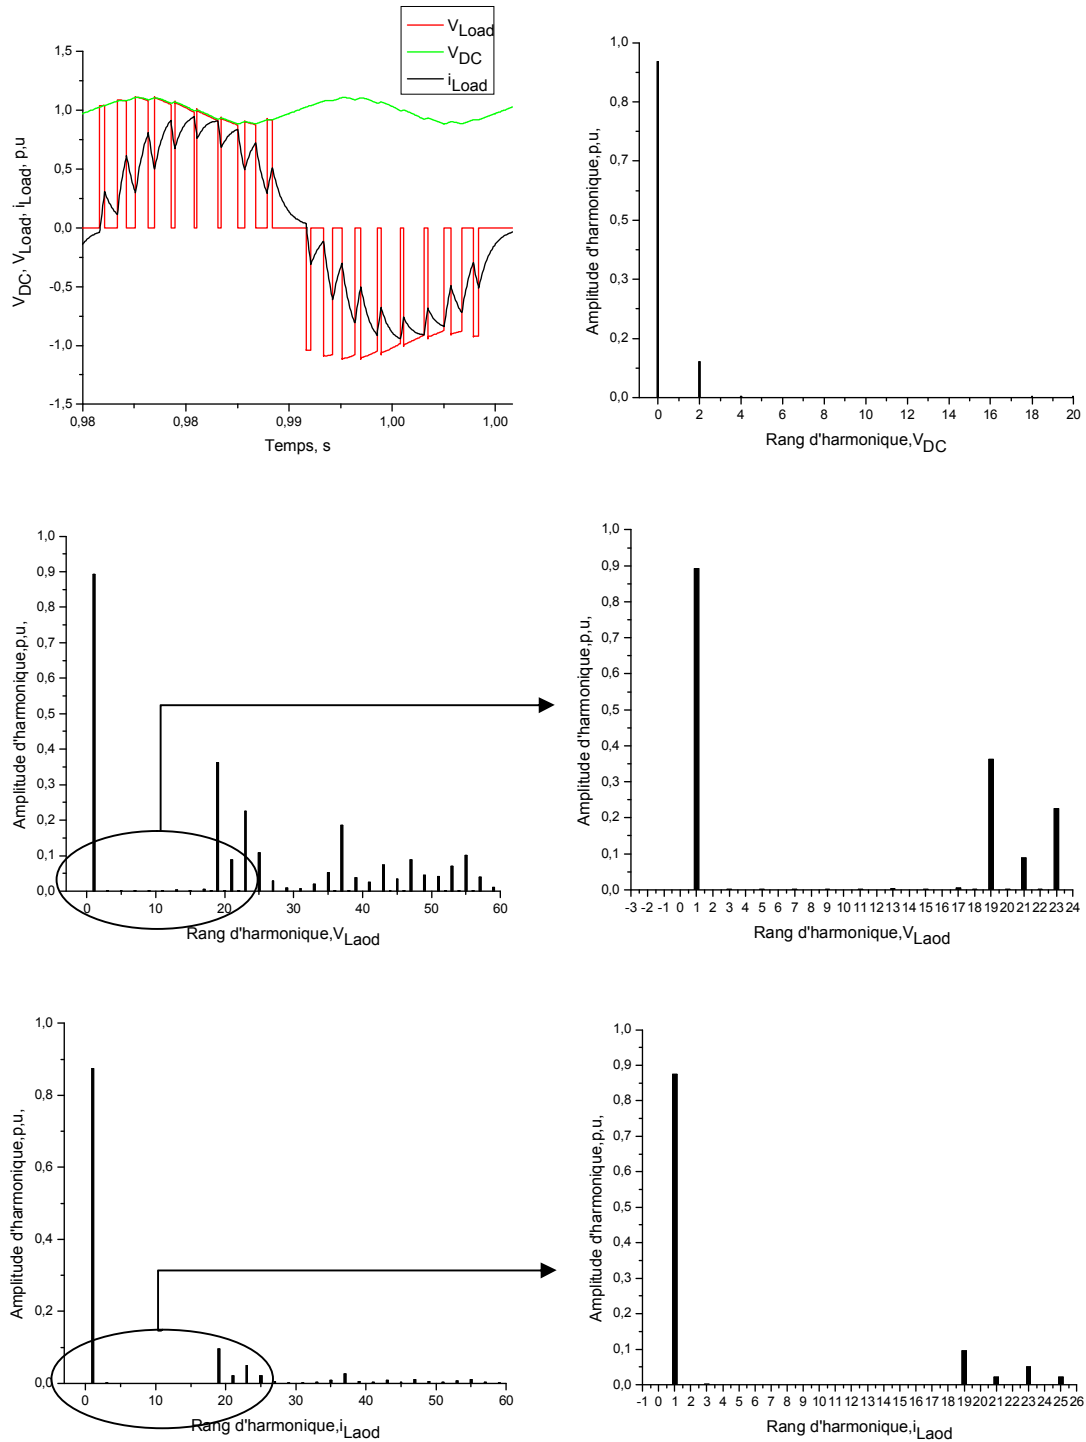 V_Load
V_DC
i_Load
1,5
1,0
0,5
0,0
-0,5
-1,0
-1,5
V_DC, V_Load, i_Load, p,u
0,98 0,98 0,99 1,00 1,00
Temps, s
1,0
0,8
0,7
0,5
0,3
0,2
0,0
Amplitude d'harmonique,p,u,
0 2 4 6 8 10 12 14 16 18 20
Rang d'harmonique,V_DC
1,0
0,9
0,8
0,7
0,6
0,5
0,4
0,3
0,2
0,1
0,0
Amplitude d'harmonique,p,u,
0 10 20 30 40 50 60
Rang d'harmonique,V_Laod
1,0
0,9
0,8
0,7
0,6
0,5
0,4
0,3
0,2
0,1
0,0
Amplitude d'harmonique,p,u,
-3 -2 -1 0 1 2 3 4 5 6 7 8 9 10 11 12 13 14 15 16 17 18 19 20 21 22 23 24
Rang d'harmonique,V_Laod
1,0
0,8
0,6
0,4
0,2
0,0
Amplitude d'harmonique,p,u,
0 10 20 30 40 50 60
Rang d'harmonique,i_Laod
1,0
0,9
0,8
0,7
0,6
0,5
0,4
0,3
0,2
0,1
0,0
Amplitude d'harmonique,p,u,
-1 0 1 2 3 4 5 6 7 8 9 10 11 12 13 14 15 16 17 18 19 20 21 22 23 24 25 26
Rang d'harmonique,i_Laod